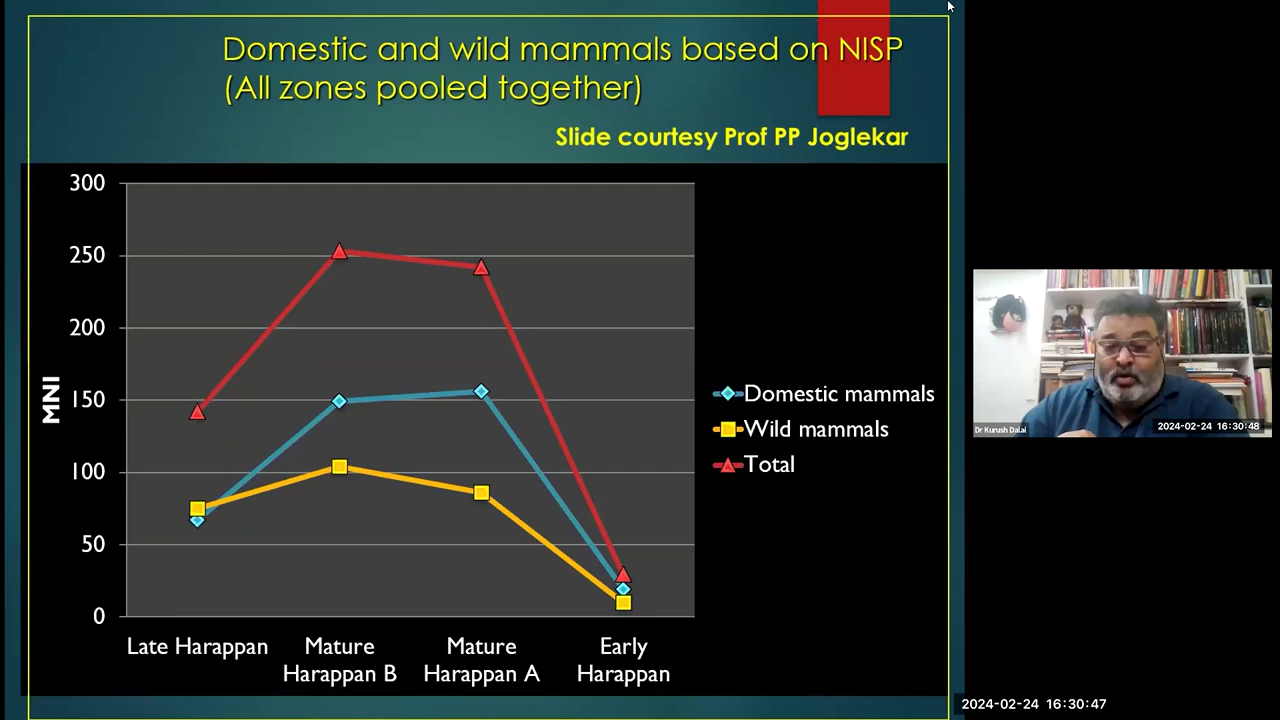 Domestic and wild mammals based on NISP
(All zones pooled together)
Slide courtesy Prof PP Joglekar
MNI
300
250
200
150
100
50
0
Late Harappan
Mature
Harappan B
Mature
Harappan A
Early
Harappan
Domestic mammals
Wild mammals
Total
Dr Kurush Dalal
2024-02-24 16:30:48
2024-02-24 16:30:47